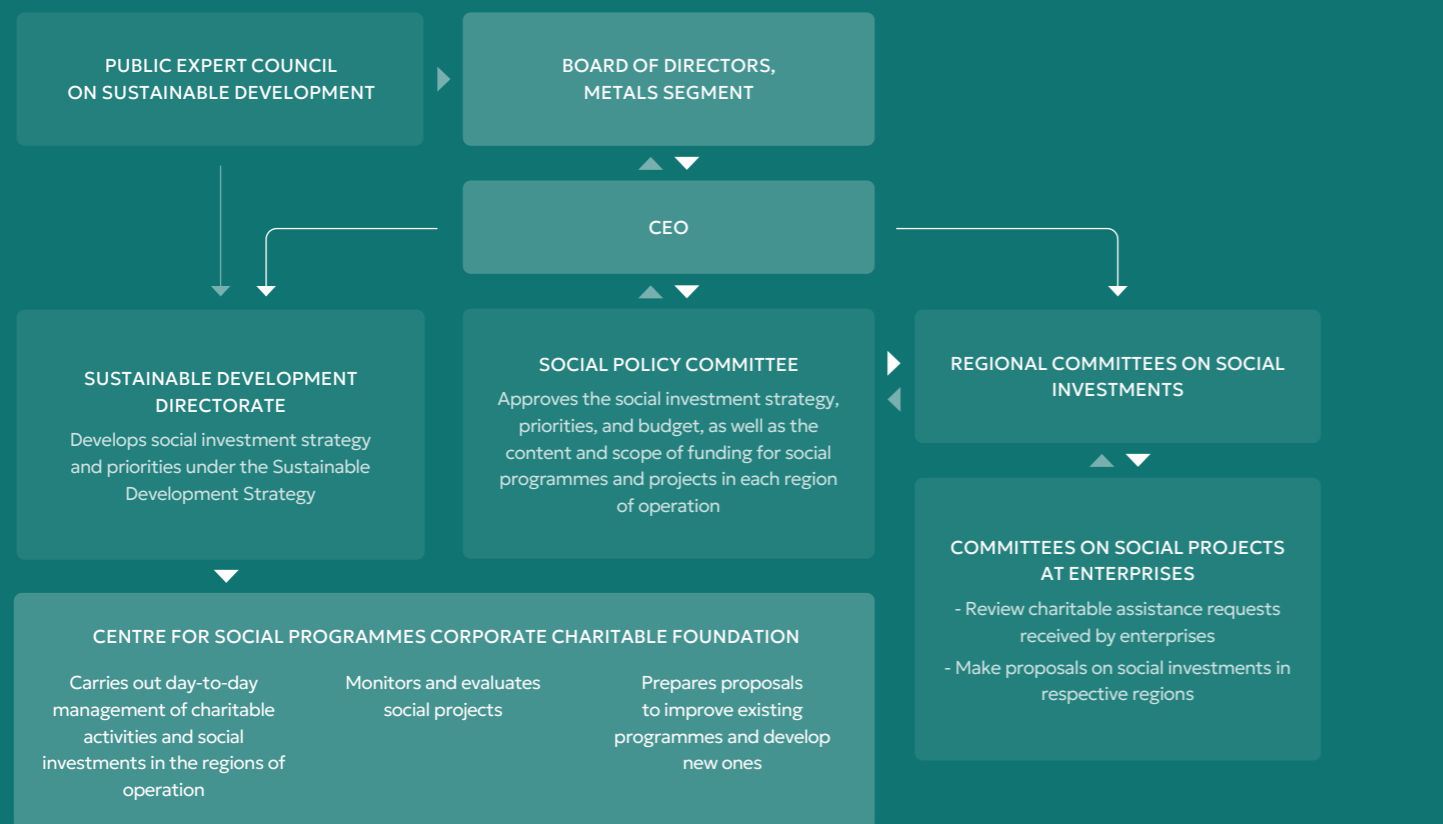 PUBLIC EXPERT COUNCIL
ON SUSTAINABLE DEVELOPMENT
BOARD OF DIRECTORS,
METALS SEGMENT
CEO
SUSTAINABLE DEVELOPMENT
DIRECTORATE
Develops social investment strategy
and priorities under the Sustainable
Development Strategy
SOCIAL POLICY COMMITTEE
Approves the social investment strategy,
priorities, and budget, as well as the
content and scope of funding for social
programmes and projects in each region
of operation
REGIONAL COMMITTEES ON SOCIAL
INVESTMENTS
COMMITTEES ON SOCIAL PROJECTS
AT ENTERPRISES
- Review charitable assistance requests
received by enterprises
- Make proposals on social investments in
respective regions
CENTRE FOR SOCIAL PROGRAMMES CORPORATE CHARITABLE FOUNDATION
Carries out day-to-day
management of charitable
activities and social
investments in the regions of
operation
Monitors and evaluates
social projects
Prepares proposals
to improve existing
programmes and develop
new ones